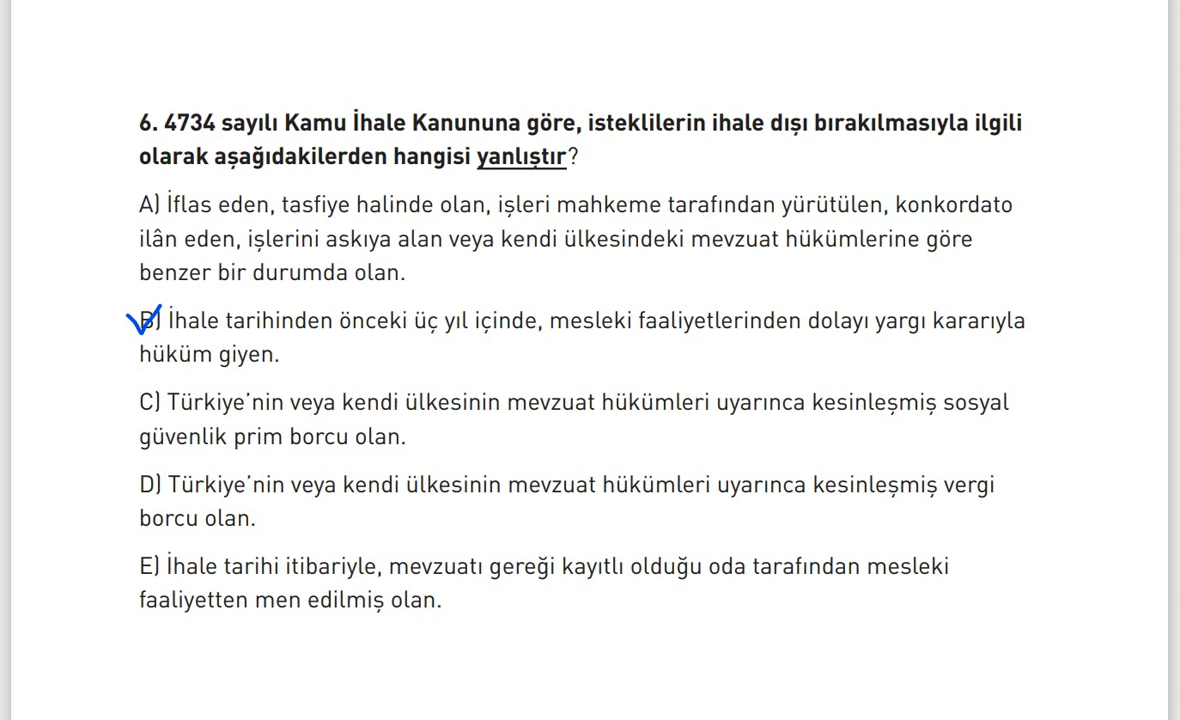 6. 4734 sayılı Kamu İhale Kanununa göre, isteklilerin ihale dışı bırakılmasıyla ilgili
olarak aşağıdakilerden hangisi yanlıştır?
A) İflas eden, tasfiye halinde olan, işleri mahkeme tarafından yürütülen, konkordato
ilân eden, işlerini askıya alan veya kendi ülkesindeki mevzuat hükümlerine göre
benzer bir durumda olan.
B) İhale tarihinden önceki üç yıl içinde, mesleki faaliyetlerinden dolayı yargı kararıyla
hüküm giyen.
C) Türkiye'nin veya kendi ülkesinin mevzuat hükümleri uyarınca kesinleşmiş sosyal
güvenlik prim borcu olan.
D) Türkiye'nin veya kendi ülkesinin mevzuat hükümleri uyarınca kesinleşmiş vergi
borcu olan.
E) İhale tarihi itibariyle, mevzuatı gereği kayıtlı olduğu oda tarafından mesleki
faaliyetten men edilmiş olan.